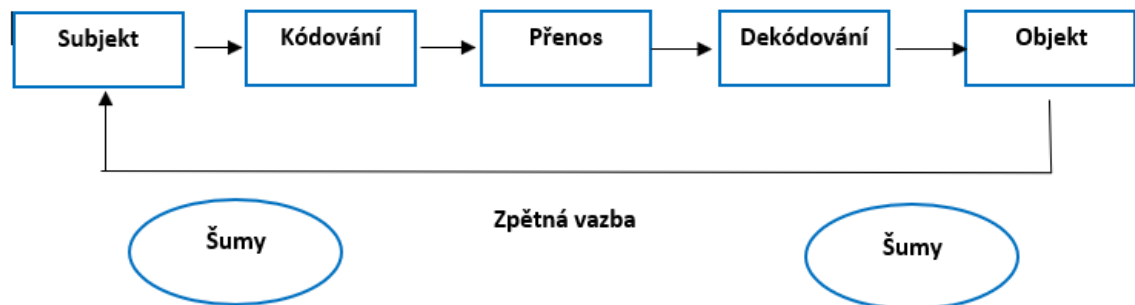 Subjekt
Kódování
Přenos
Dekódování
Objekt
Zpětná vazba
Šumy
Šumy